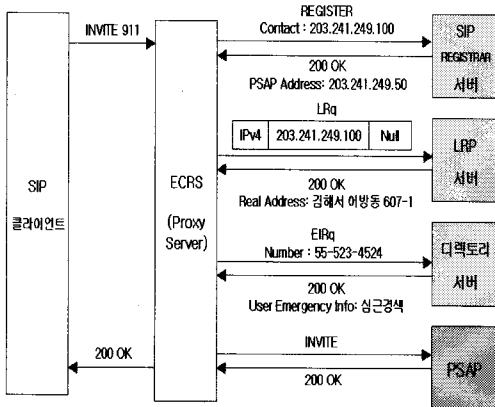 SIP
클라이언트
INVITE 911
200 OK
ECRS
(Proxy
Server)
REGISTER
Contact : 203.241.249.100
200 OK
PSAP Address: 203.241.249.50
SIP
REGISTRAR
서버
LRq
IPv4 203.241.249.100 Null
200 OK
Real Address: 김해서 어방동 607-1
LRP
서버
EIRq
Number : 55-523-4524
200 OK
User Emergency Info: 심근경색
디렉토리
서버
INVITE
200 OK
PSAP